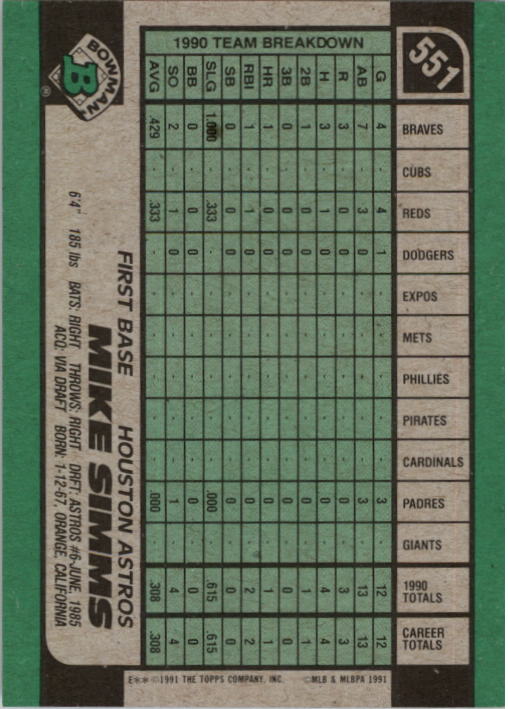 551
BOWMAN
B
®
FIRST BASE HOUSTON ASTROS
MIKE SIMMS
6'4" 185 lbs BATS: RIGHT THROWS: RIGHT DRFT: ASTROS #6-JUNE, 1985
ACQ: VIA DRAFT BORN: 1-12-67, ORANGE, CALIFORNIA
1990 TEAM BREAKDOWN
G AB R H 2B 3B HR RBI SB SLG BB SO AVG
BRAVES 4 7 3 3 1 0 1 1 0 1.000 0 2 .429
CUBS - - - - - - - - - - - - -
REDS 4 3 0 1 0 0 0 1 0 .333 0 1 .333
DODGERS 1 0 0 0 0 0 0 0 0 - 0 0 -
EXPOS - - - - - - - - - - - - -
METS - - - - - - - - - - - - -
PHILLIES - - - - - - - - - - - - -
PIRATES - - - - - - - - - - - - -
CARDINALS - - - - - - - - - - - - -
PADRES 3 3 0 0 0 0 0 0 0 .000 0 1 .000
GIANTS - - - - - - - - - - - - -
1990 TOTALS 12 13 3 4 1 0 1 2 0 .615 0 4 .308
CAREER TOTALS 12 13 3 4 1 0 1 2 0 .615 0 4 .308
E** ©1991 THE TOPPS COMPANY, INC. ©MLB & MLBPA 1991